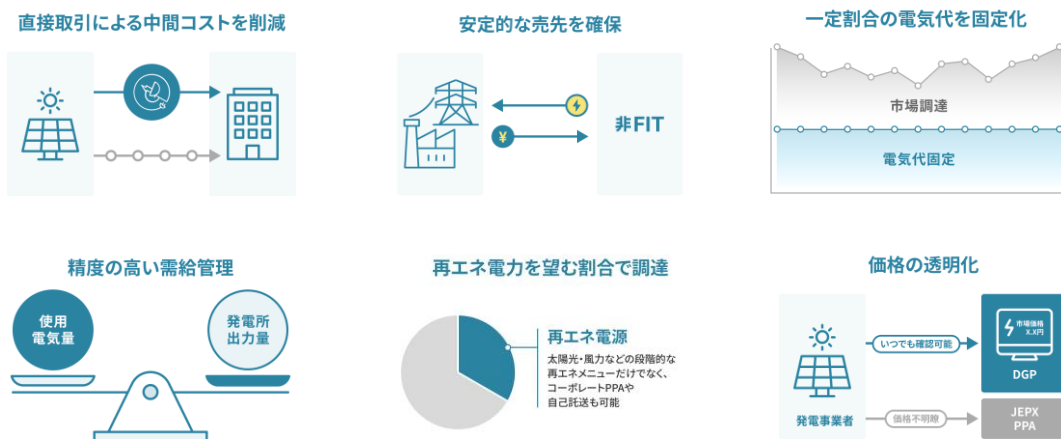 直接取引による中間コストを削減
安定的な売先を確保
一定割合の電気代を固定化
¥
非FIT
市場調達
電気代固定
精度の高い需給管理
再エネ電力を望む割合で調達
価格の透明化
使用
電気量
発電所
出力量
再エネ電源
太陽光・風力などの段階的な
再エネメニューだけでなく、
コーポレートPPAや
自己託送も可能
発電事業者
いつでも確認可能
市場価格
X.X円
DGP
価格不明瞭
JEPX
PPA